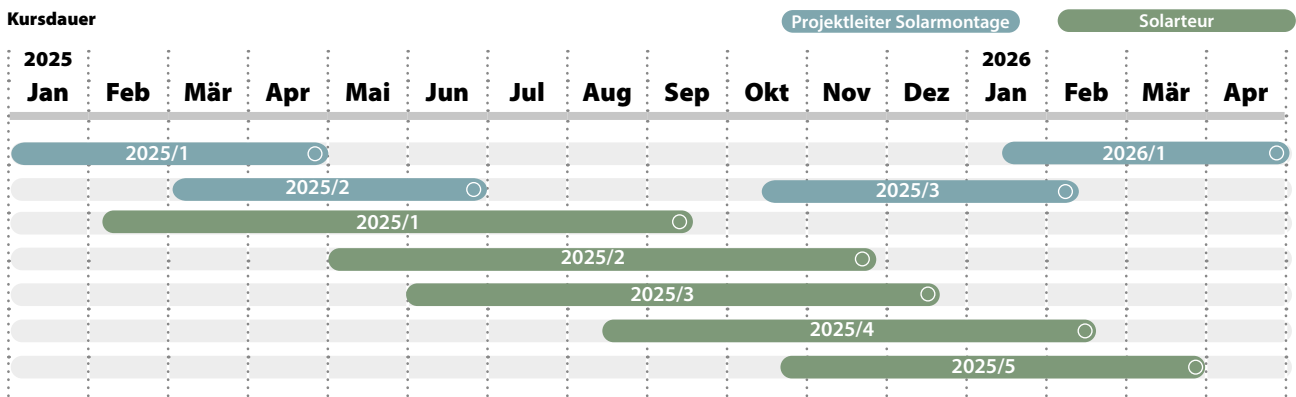 Kursdauer
Projektleiter Solarmontage
Solarteur
2025
2026
Jan Feb Mär Apr Mai Jun Jul Aug Sep Okt Nov Dez Jan Feb Mär Apr
2025/1
2026/1
2025/2
2025/3
2025/1
2025/2
2025/3
2025/4
2025/5